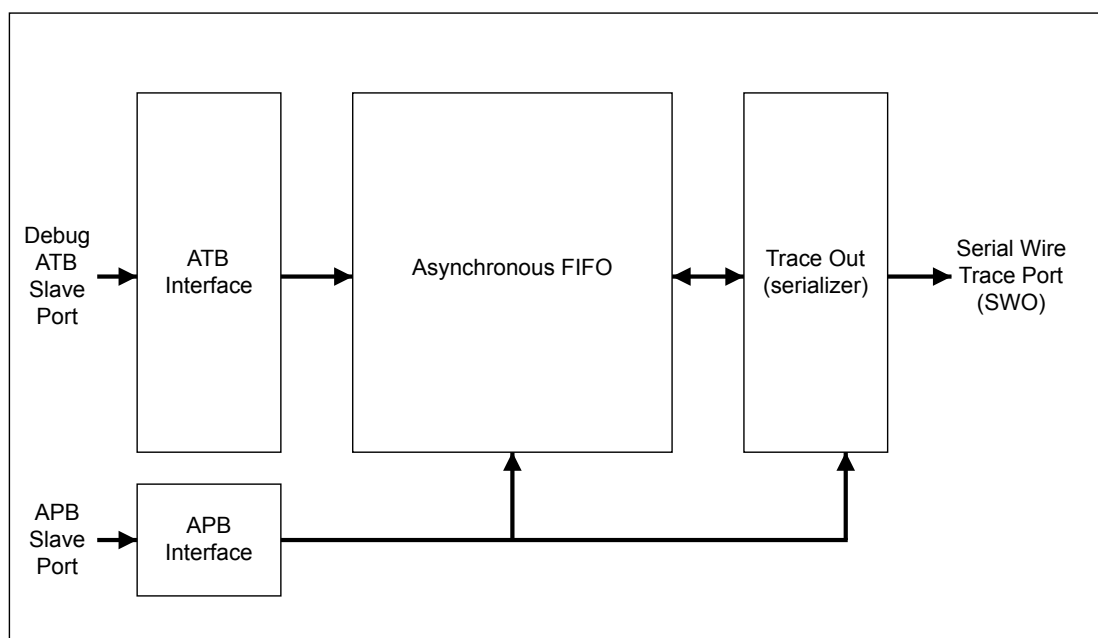 Debug
ATB
Slave
Port
ATB
Interface
Asynchronous FIFO
Trace Out
(serializer)
Serial Wire
Trace Port
(SWO)
APB
Slave
Port
APB
Interface